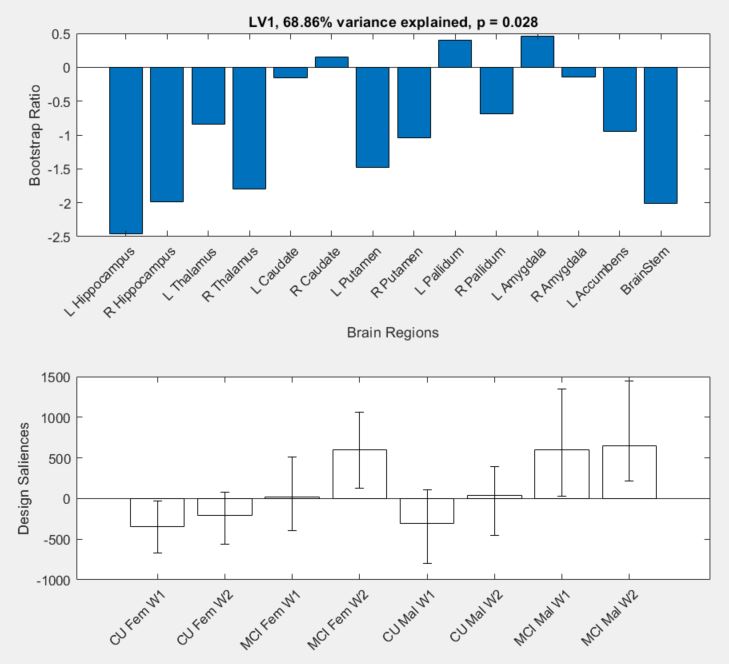 LV1, 68.86% variance explained, p = 0.028
0.5
0
-0.5
-1
-1.5
-2
-2.5
Bootstrap Ratio
L Hippocampus
R Hippocampus
L Thalamus
R Thalamus
L Caudate
R Caudate
L Putamen
R Putamen
L Pallidum
R Pallidum
L Amygdala
R Amygdala
L Accumbens
BrainStem
Brain Regions
1500
1000
500
0
-500
-1000
Design Saliences
CU Fem W1
CU Fem W2
MCI Fem W1
MCI Fem W2
CU Mal W1
CU Mal W2
MCI Mal W1
MCI Mal W2